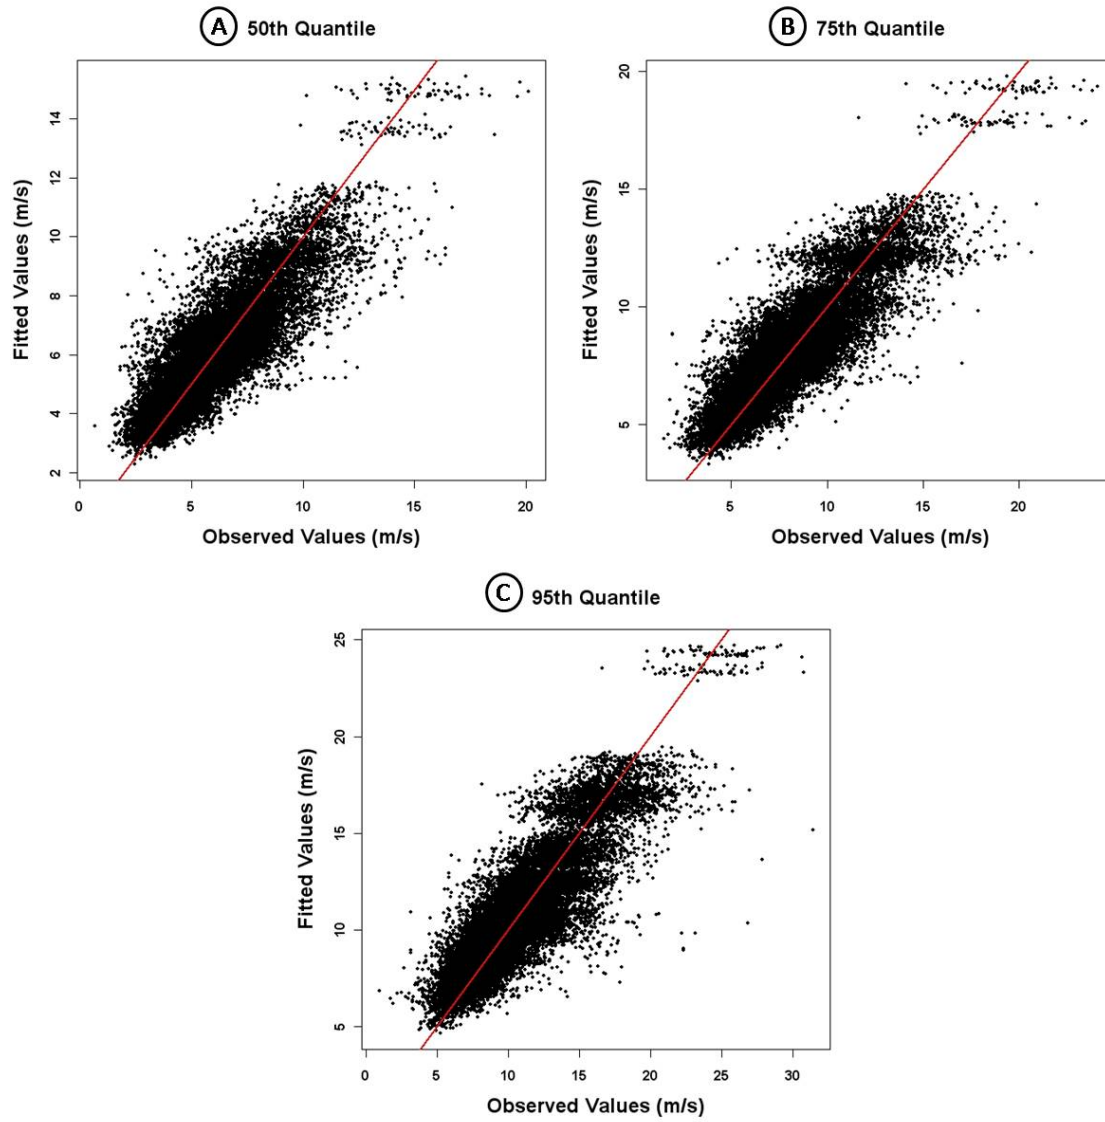 A 50th Quantile
Fitted Values (m/s)
14
12
10
8
6
4
2
0 5 10 15 20
Observed Values (m/s)
B 75th Quantile
Fitted Values (m/s)
20
15
10
5
5 10 15 20
Observed Values (m/s)
C 95th Quantile
Fitted Values (m/s)
25
20
15
10
5
0 5 10 15 20 25 30
Observed Values (m/s)